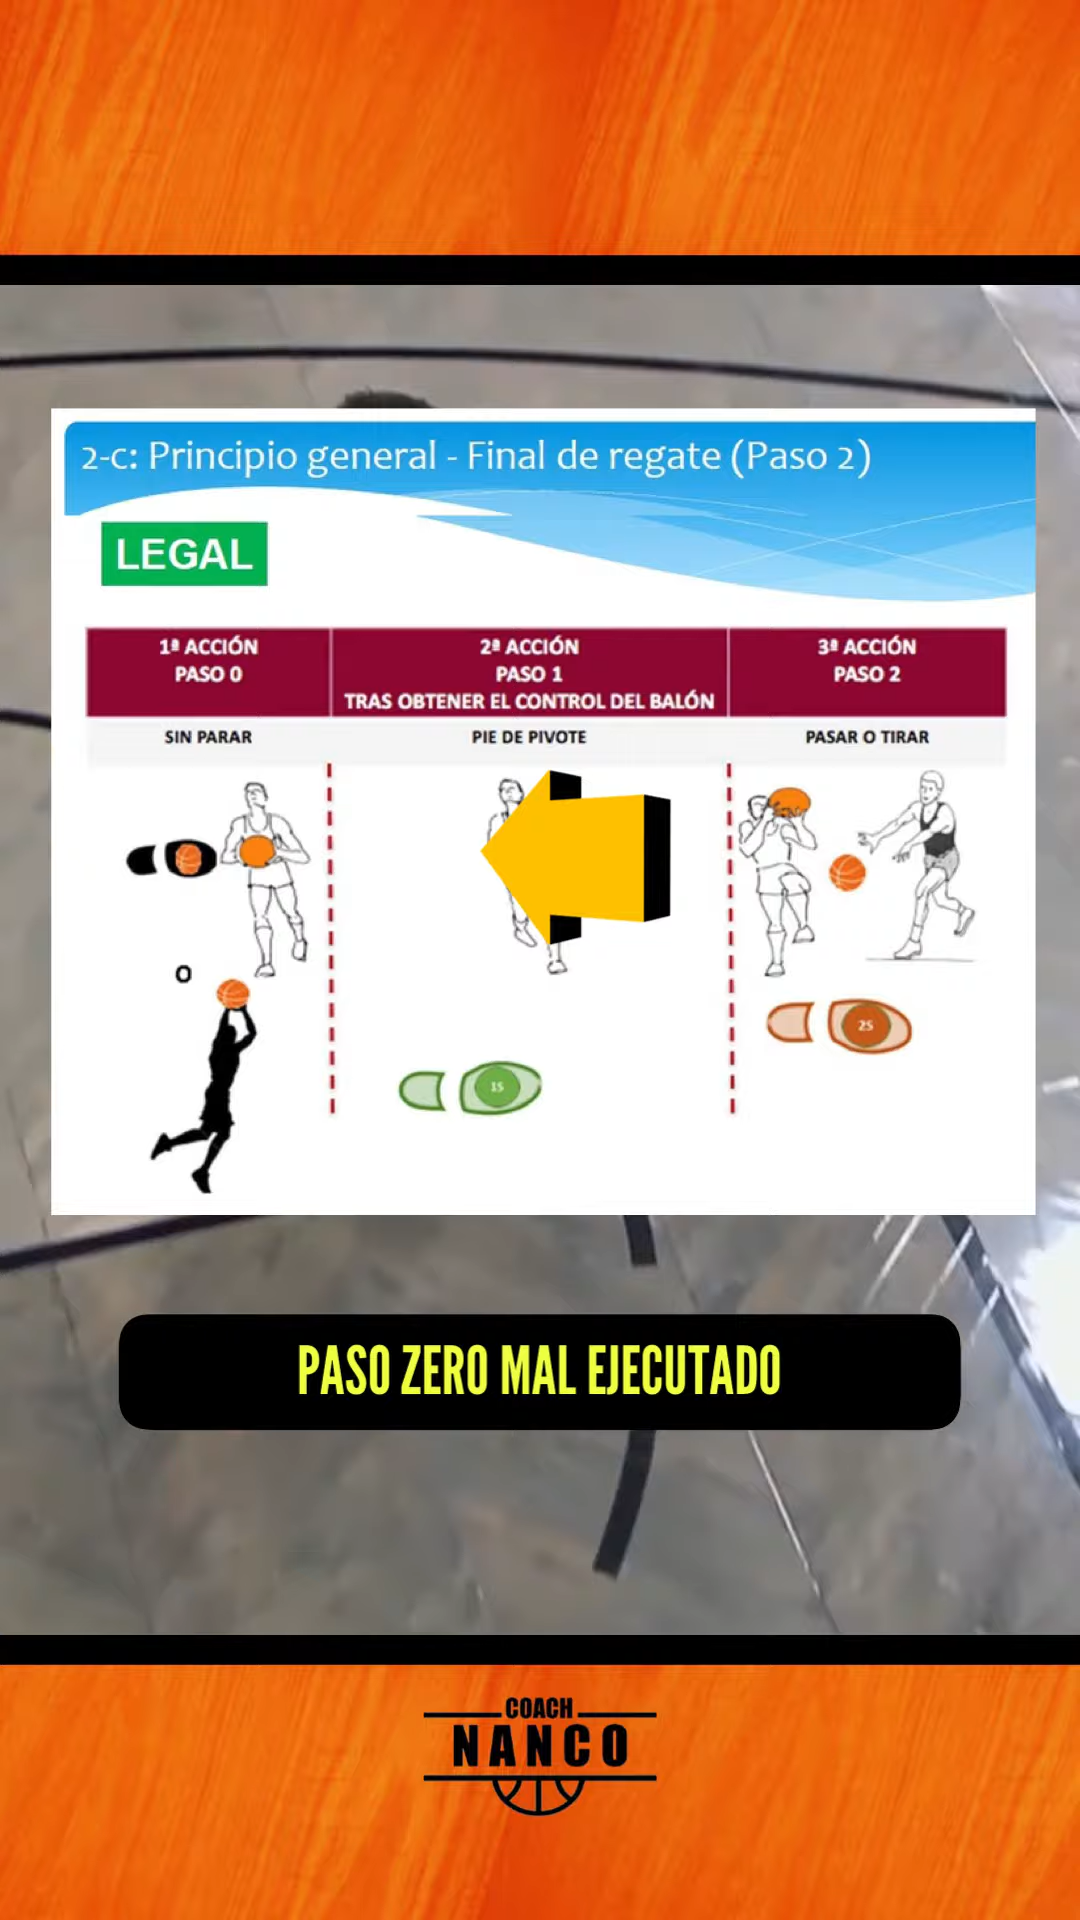 2-c: Principio general - Final de regate (Paso 2)
LEGAL
1ª ACCIÓN
PASO 0
2ª ACCIÓN
PASO 1
TRAS OBTENER EL CONTROL DEL BALÓN
3ª ACCIÓN
PASO 2
SIN PARAR
PIE DE PIVOTE
PASAR O TIRAR
O
1S
2S
PASO ZERO MAL EJECUTADO
COACH
NANCO